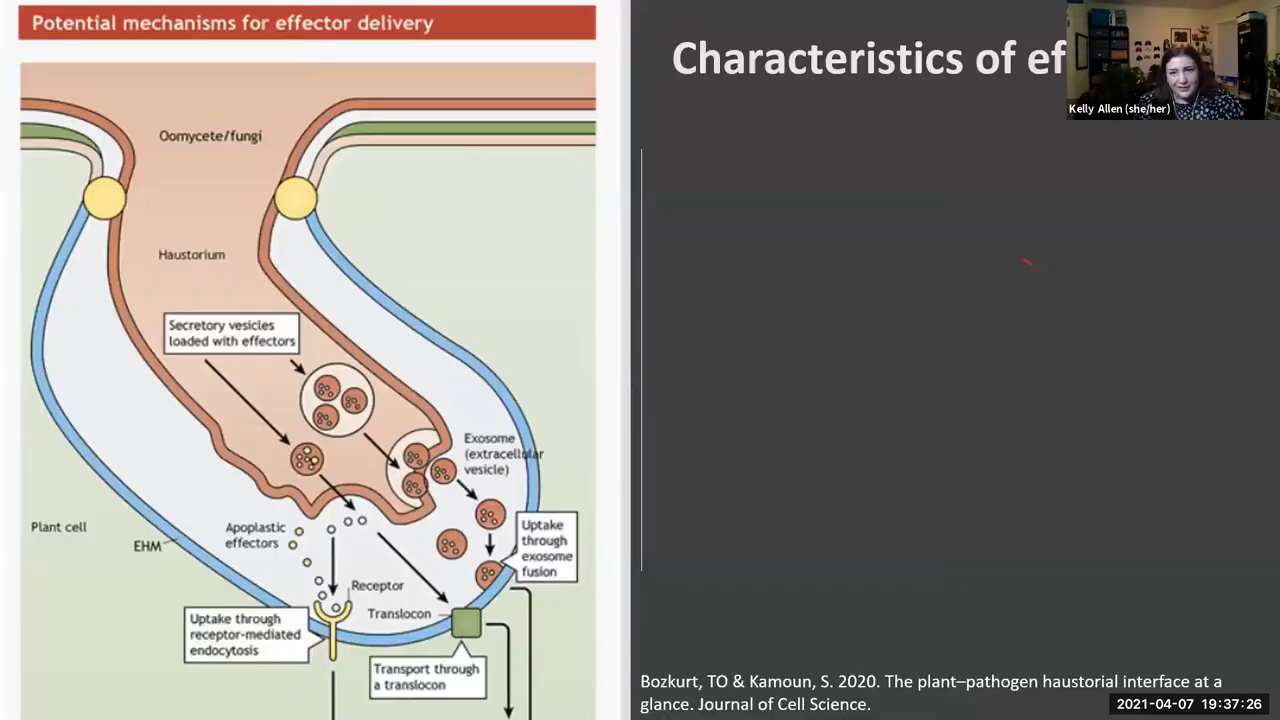 Potential mechanisms for effector delivery
Oomycete/fungi
Haustorium
Secretory vesicles
loaded with effectors
Exosome
(extracellular
vesicle)
Plant cell
EHM
Apoplastic
effectors
Uptake
through
exosome
fusion
Receptor
Translocon
Uptake through
receptor-mediated
endocytosis
Transport through
a translocon
Characteristics of ef
Kelly Allen (she/her)
Bozkurt, TO & Kamoun, S. 2020. The plant–pathogen haustorial interface at a
glance. Journal of Cell Science.
2021-04-07 19:37:26